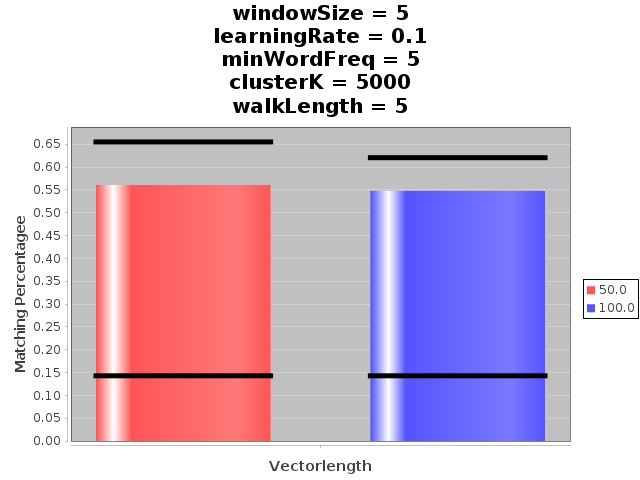 windowSize = 5
learningRate = 0.1
minWordFreq = 5
clusterK = 5000
walkLength = 5
Matching Percentagee
0.65
0.60
0.55
0.50
0.45
0.40
0.35
0.30
0.25
0.20
0.15
0.10
0.05
0.00
50.0
100.0
Vectorlength